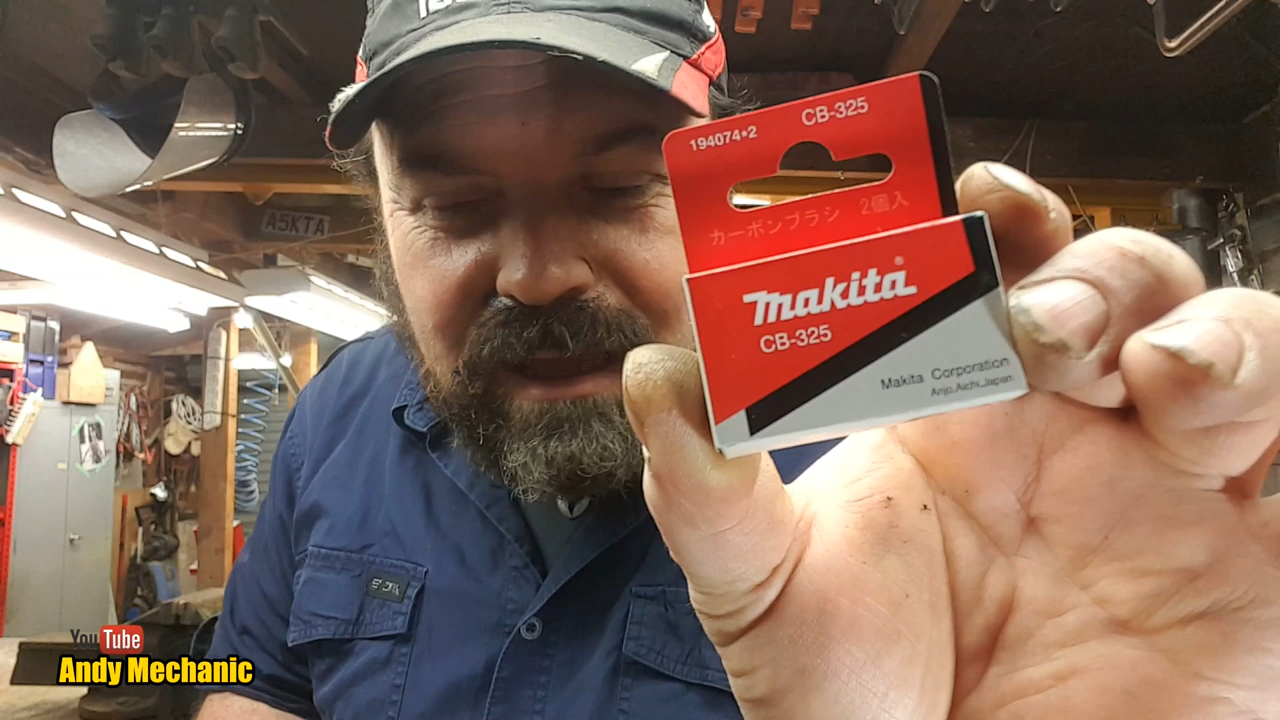 194074*2
CB-325
カーボンブラシ 2個入
makita®
CB-325
Makita Corporation
Anjo,Aichi,Japan
A5KTA
YouTube
Andy Mechanic